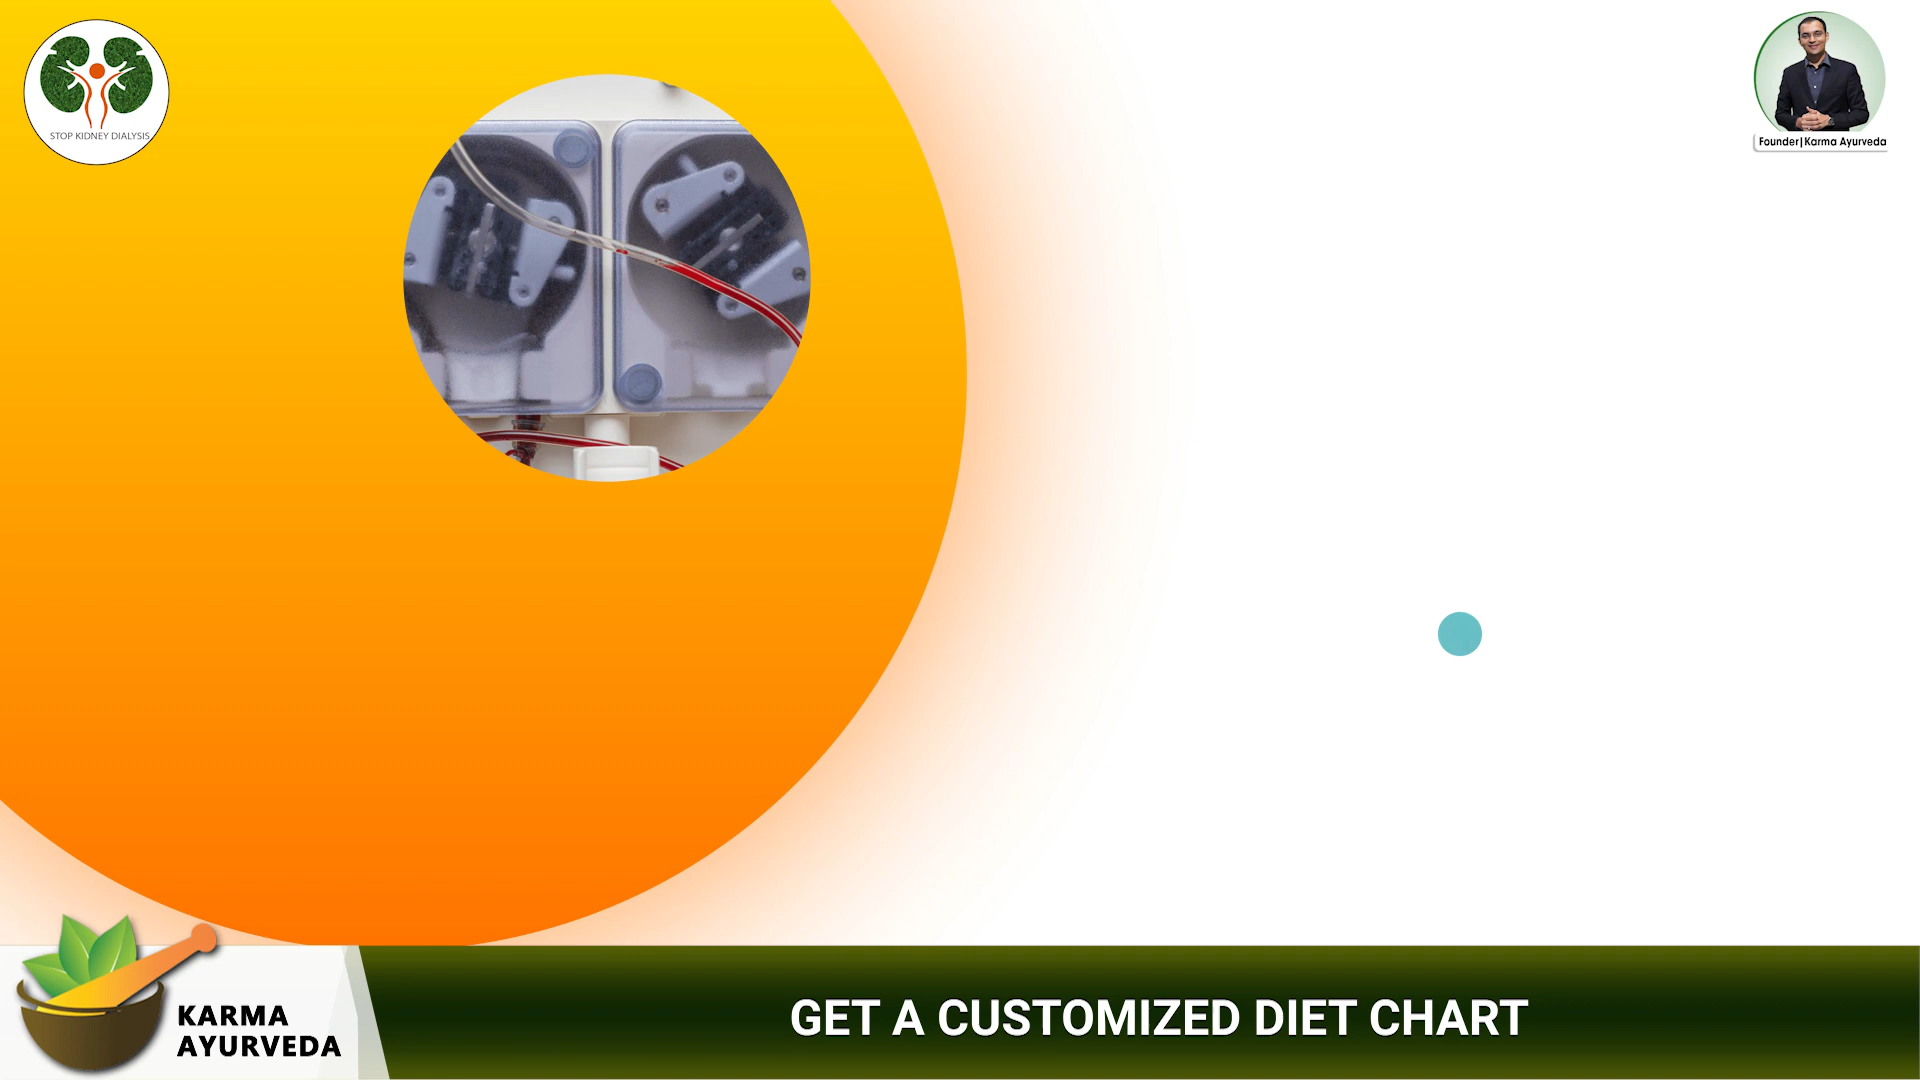 STOP KIDNEY DIALYSIS
Founder|Karma Ayurveda
KARMA
AYURVEDA
GET A CUSTOMIZED DIET CHART